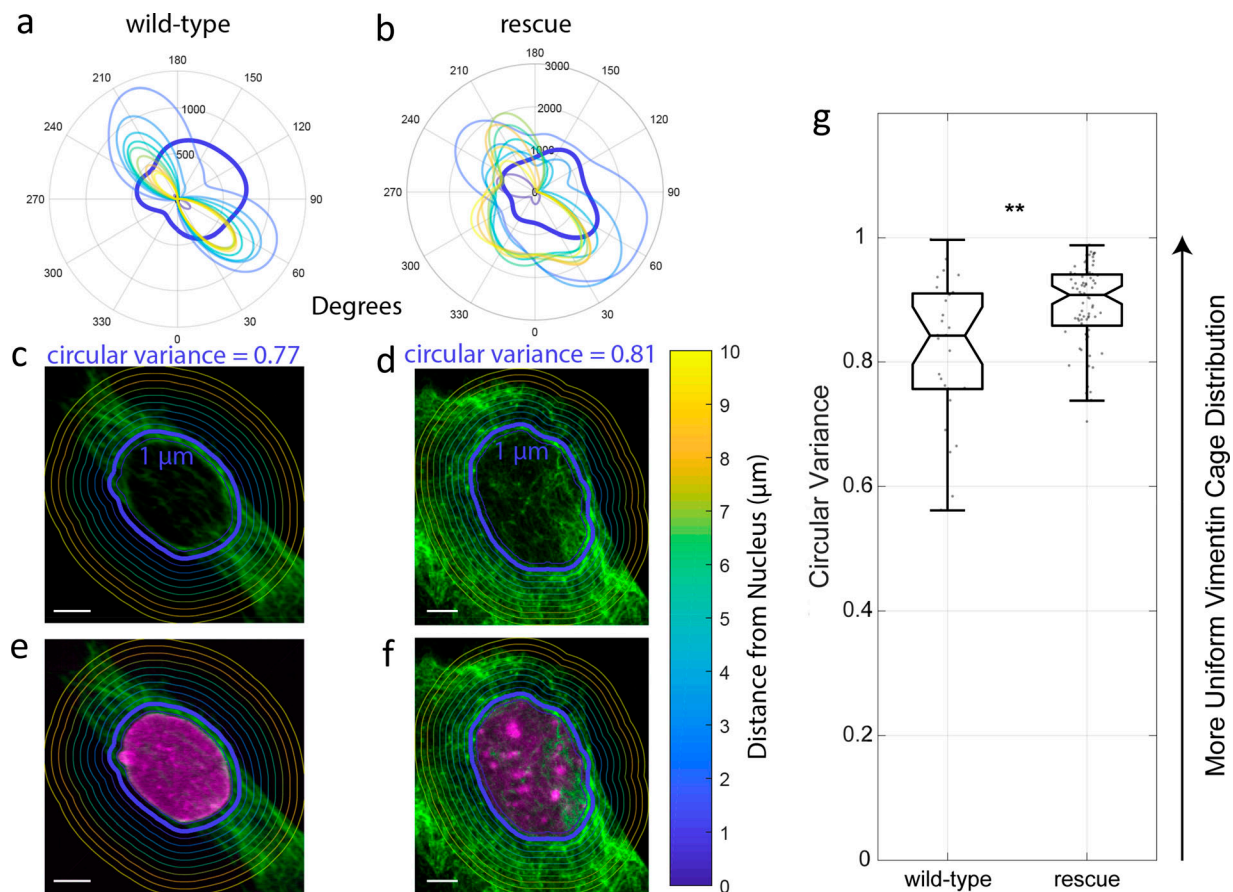 a
wild-type
180
210
150
240
120
1000
500
270
90
300
60
330
30
0
b
rescue
180
3000
210
150
2000
240
120
1000
0
270
90
300
60
330
30
0
Degrees
c
circular variance = 0.77
1 µm
d
circular variance = 0.81
1 µm
e
f
10
9
8
7
6
5
4
3
2
1
0
Distance from Nucleus (µm)
g
**
1
0.8
0.6
0.4
0.2
0
Circular Variance
wild-type
rescue
More Uniform Vimentin Cage Distribution